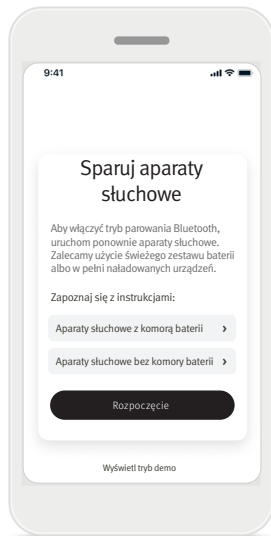 9:41
Sparuj aparaty
słuchowe
Aby włączyć tryb parowania Bluetooth,
uruchom ponownie aparaty słuchowe.
Zalecamy użycie świeżego zestawu baterii
albo w pełni naładowanych urządzeń.
Zapoznaj się z instrukcjami:
Aparaty słuchowe z komorą baterii
Aparaty słuchowe bez komory baterii
Rozpoczęcie
Wyświetl tryb demo